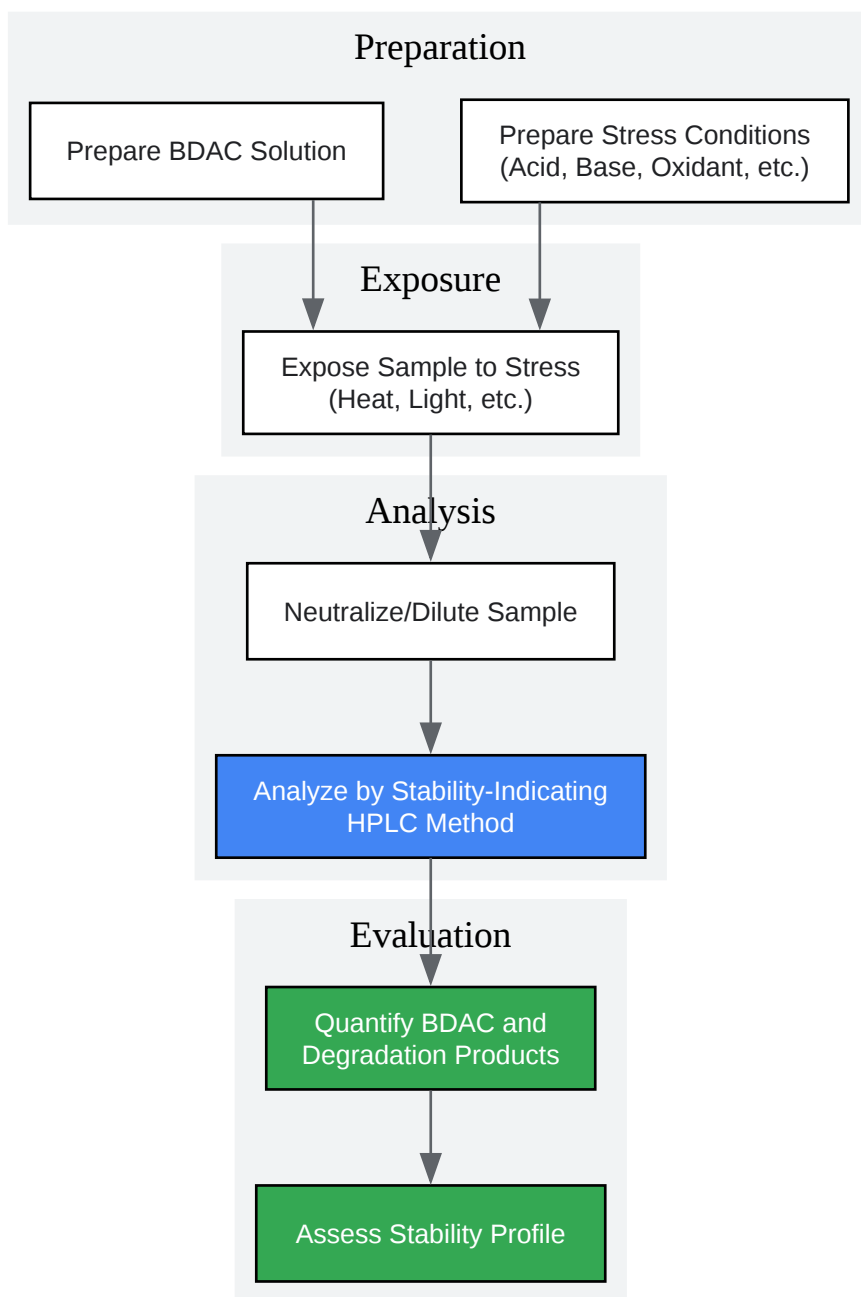 Preparation
Prepare BDAC Solution
Prepare Stress Conditions
(Acid, Base, Oxidant, etc.)
Exposure
Expose Sample to Stress
(Heat, Light, etc.)
Analysis
Neutralize/Dilute Sample
Analyze by Stability-Indicating
HPLC Method
Evaluation
Quantify BDAC and
Degradation Products
Assess Stability Profile